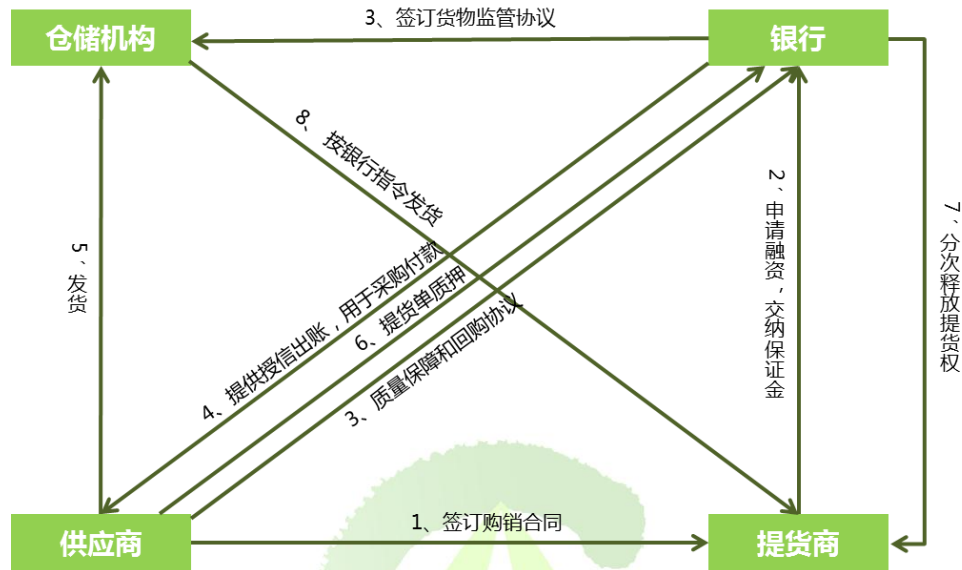 3、签订货物监管协议
仓储机构
银行
8、按银行指令发货
2、申请融资，交纳保证金
7、分次释放提货权
5、发货
4、提供授信出账，用于采购付款
6、提货单质押
3、质量保障和回购协议
1、签订购销合同
供应商
提货商